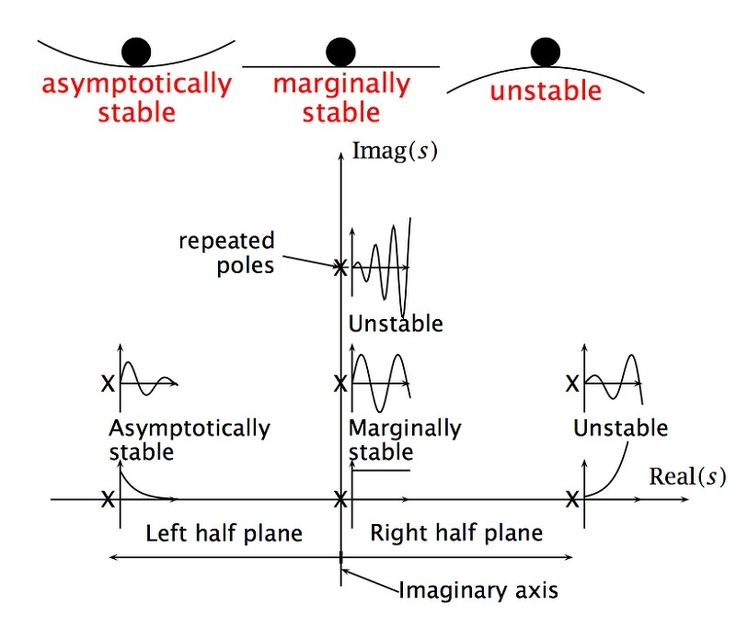 asymptotically
stable
marginally
stable
unstable
Imag(s)
repeated
poles
X
Unstable
X
X
X
Asymptotically
stable
Marginally
stable
Unstable
Real(s)
X
X
X
Left half plane
Right half plane
Imaginary axis